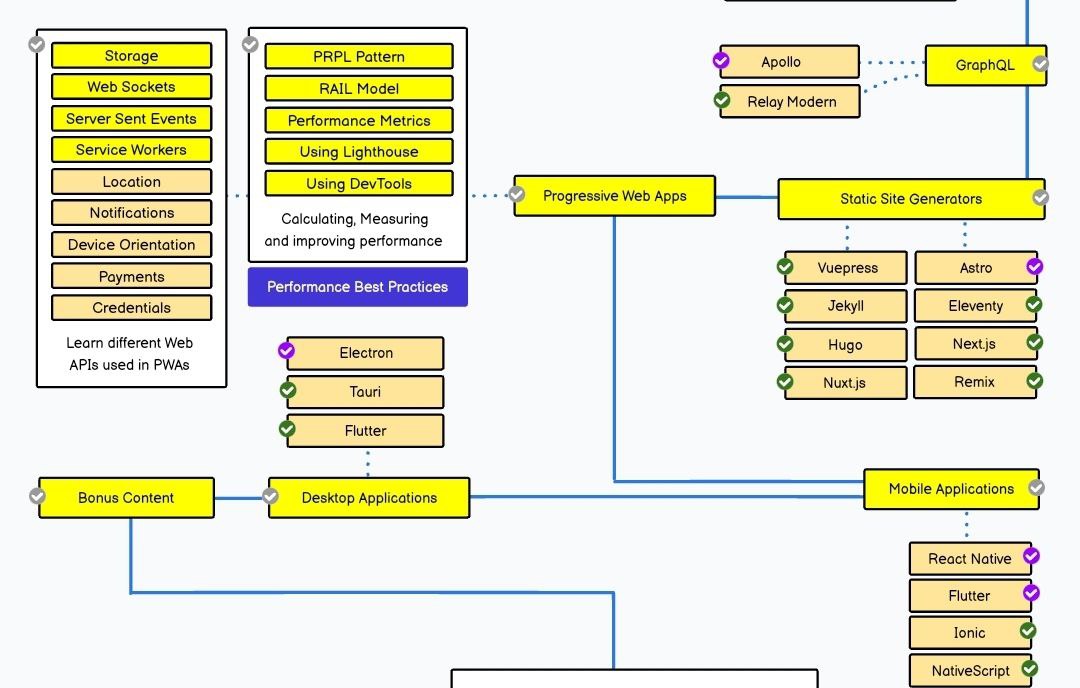 Storage
Web Sockets
Server Sent Events
Service Workers
Location
Notifications
Device Orientation
Payments
Credentials
Learn different Web
APIs used in PWAs
PRPL Pattern
RAIL Model
Performance Metrics
Using Lighthouse
Using DevTools
Calculating, Measuring
and improving performance
Performance Best Practices
Apollo
Relay Modern
GraphQL
Progressive Web Apps
Static Site Generators
Vuepress
Astro
Jekyll
Eleventy
Hugo
Next.js
Nuxt.js
Remix
Electron
Tauri
Flutter
Bonus Content
Desktop Applications
Mobile Applications
React Native
Flutter
Ionic
NativeScript